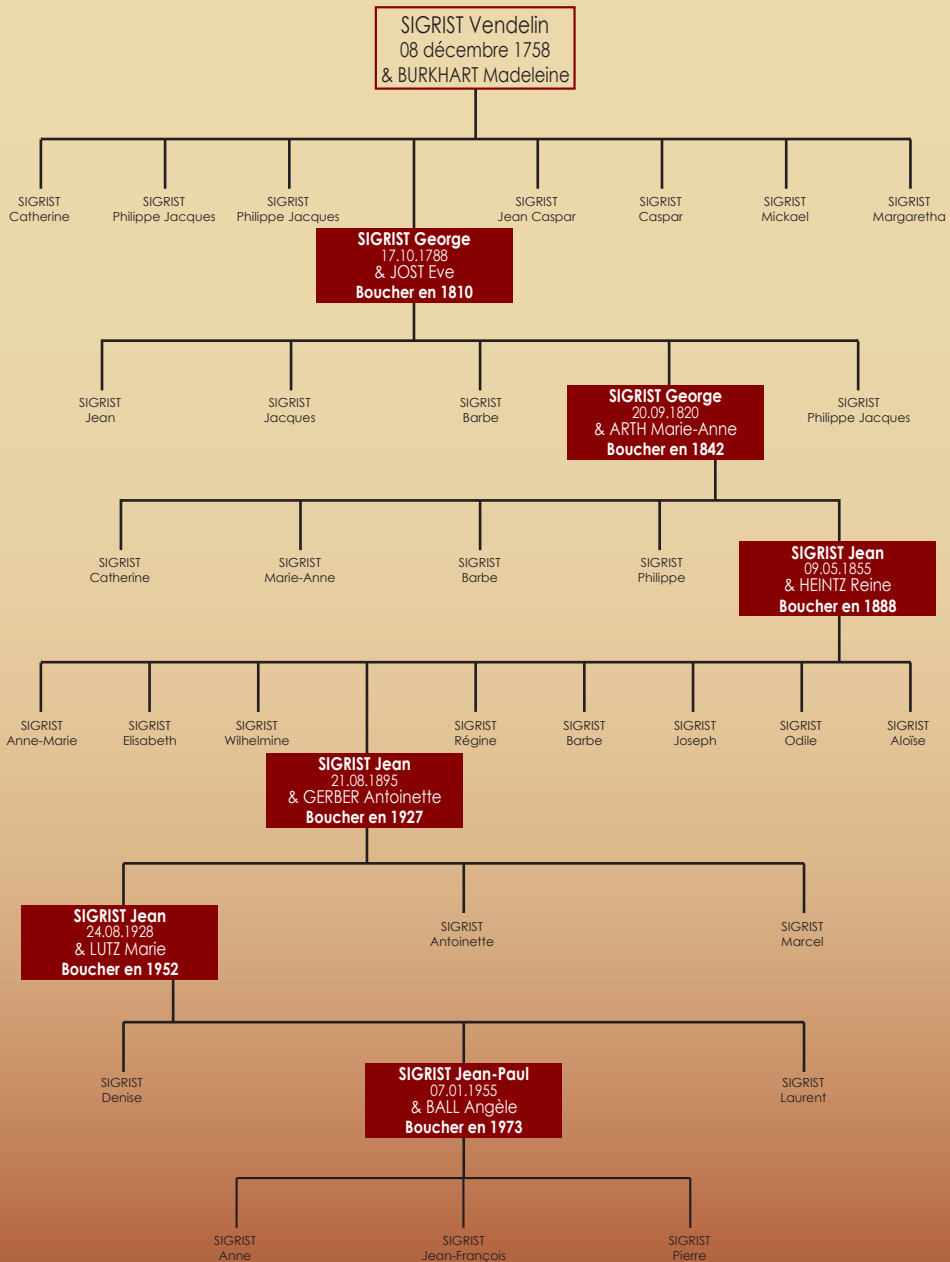 SIGRIST Vendelin
08 décembre 1758
& BURKHART Madeleine
SIGRIST
Catherine
SIGRIST
Philippe Jacques
SIGRIST
Philippe Jacques
SIGRIST
Jean Caspar
SIGRIST
Caspar
SIGRIST
Mickael
SIGRIST
Margaretha
SIGRIST George
17.10.1788
& JOST Eve
Boucher en 1810
SIGRIST
Jean
SIGRIST
Jacques
SIGRIST
Barbe
SIGRIST George
20.09.1820
& ARTH Marie-Anne
Boucher en 1842
SIGRIST
Philippe Jacques
SIGRIST
Catherine
SIGRIST
Marie-Anne
SIGRIST
Barbe
SIGRIST
Philippe
SIGRIST Jean
09.05.1855
& HEINTZ Reine
Boucher en 1888
SIGRIST
Anne-Marie
SIGRIST
Elisabeth
SIGRIST
Wilhelmine
SIGRIST
Régine
SIGRIST
Barbe
SIGRIST
Joseph
SIGRIST
Odile
SIGRIST
Aloïse
SIGRIST Jean
21.08.1895
& GERBER Antoinette
Boucher en 1927
SIGRIST Jean
24.08.1928
& LUTZ Marie
Boucher en 1952
SIGRIST
Antoinette
SIGRIST
Marcel
SIGRIST
Denise
SIGRIST Jean-Paul
07.01.1955
& BALL Angèle
Boucher en 1973
SIGRIST
Laurent
SIGRIST
Anne
SIGRIST
Jean-François
SIGRIST
Pierre